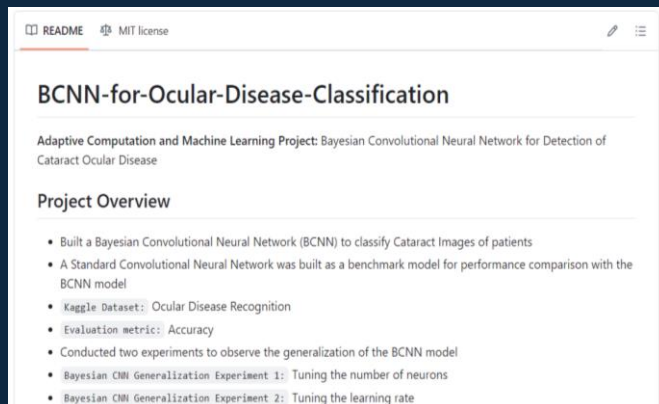 README MIT license
BCNN-for-Ocular-Disease-Classification
Adaptive Computation and Machine Learning Project: Bayesian Convolutional Neural Network for Detection of
Cataract Ocular Disease
Project Overview
• Built a Bayesian Convolutional Neural Network (BCNN) to classify Cataract Images of patients
• A Standard Convolutional Neural Network was built as a benchmark model for performance comparison with the
BCNN model
• Kaggle Dataset: Ocular Disease Recognition
• Evaluation metric: Accuracy
• Conducted two experiments to observe the generalization of the BCNN model
• Bayesian CNN Generalization Experiment 1: Tuning the number of neurons
• Bayesian CNN Generalization Experiment 2: Tuning the learning rate